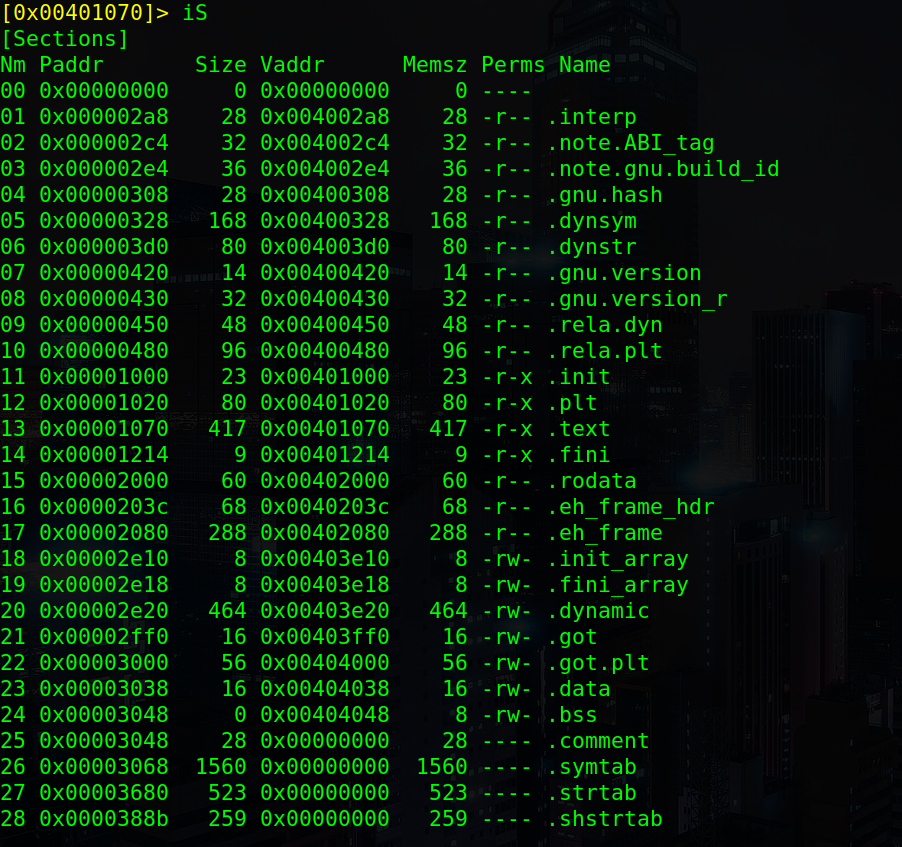 [0x00401070]> iS
[Sections]
Nm Paddr       Size Vaddr      Memsz Perms Name
00 0x00000000     0 0x00000000     0 ----
01 0x000002a8    28 0x004002a8    28 -r-- .interp
02 0x000002c4    32 0x004002c4    32 -r-- .note.ABI_tag
03 0x000002e4    36 0x004002e4    36 -r-- .note.gnu.build_id
04 0x00000308    28 0x00400308    28 -r-- .gnu.hash
05 0x00000328   168 0x00400328   168 -r-- .dynsym
06 0x000003d0    80 0x004003d0    80 -r-- .dynstr
07 0x00000420    14 0x00400420    14 -r-- .gnu.version
08 0x00000430    32 0x00400430    32 -r-- .gnu.version_r
09 0x00000450    48 0x00400450    48 -r-- .rela.dyn
10 0x00000480    96 0x00400480    96 -r-- .rela.plt
11 0x00001000    23 0x00401000    23 -r-x .init
12 0x00001020    80 0x00401020    80 -r-x .plt
13 0x00001070   417 0x00401070   417 -r-x .text
14 0x00001214     9 0x00401214     9 -r-x .fini
15 0x00002000    60 0x00402000    60 -r-- .rodata
16 0x0000203c    68 0x0040203c    68 -r-- .eh_frame_hdr
17 0x00002080   288 0x00402080   288 -r-- .eh_frame
18 0x00002e10     8 0x00403e10     8 -rw- .init_array
19 0x00002e18     8 0x00403e18     8 -rw- .fini_array
20 0x00002e20   464 0x00403e20   464 -rw- .dynamic
21 0x00002ff0    16 0x00403ff0    16 -rw- .got
22 0x00003000    56 0x00404000    56 -rw- .got.plt
23 0x00003038    16 0x00404038    16 -rw- .data
24 0x00003048     0 0x00404048     8 -rw- .bss
25 0x00003048    28 0x00000000    28 ---- .comment
26 0x00003068  1560 0x00000000  1560 ---- .symtab
27 0x00003680   523 0x00000000   523 ---- .strtab
28 0x0000388b   259 0x00000000   259 ---- .shstrtab